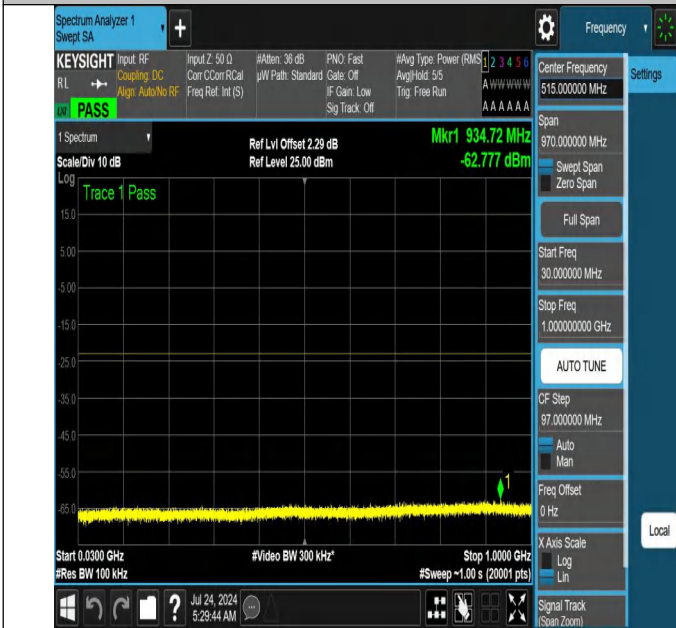 Spectrum Analyzer 1
Swept SA
+
Frequency
KEYSIGHT
RL
PASS
Input: RF
Coupling: DC
Align: Auto/No RF
Input Z: 50 Ω
Corr CCorr RCal
Freq Ref: Int (S)
#Atten: 36 dB
µW Path: Standard
PNO: Fast
Gate: Off
IF Gain: Low
Sig Track: Off
#Avg Type: Power (RMS
Avg|Hold: 5/5
Trig: Free Run
1 2 3 4 5 6
A W W W W W
A A A A A A
1 Spectrum
Scale/Div 10 dB
Ref Lvl Offset 2.29 dB
Ref Level 25.00 dBm
Mkr1 934.72 MHz
-62.777 dBm
Log
Trace 1 Pass
15.0
5.00
-5.00
-15.0
-25.0
-35.0
-45.0
-55.0
-65.0
1
Start 0.0300 GHz
#Res BW 100 kHz
#Video BW 300 kHz*
Stop 1.0000 GHz
#Sweep ~1.00 s (20001 pts)
Jul 24, 2024
5:29:44 AM
Center Frequency
515.000000 MHz
Settings
Span
970.000000 MHz
Swept Span
Zero Span
Full Span
Start Freq
30.000000 MHz
Stop Freq
1.000000000 GHz
AUTO TUNE
CF Step
97.000000 MHz
Auto
Man
Freq Offset
0 Hz
X Axis Scale
Log
Lin
Local
Signal Track
(Span Zoom)